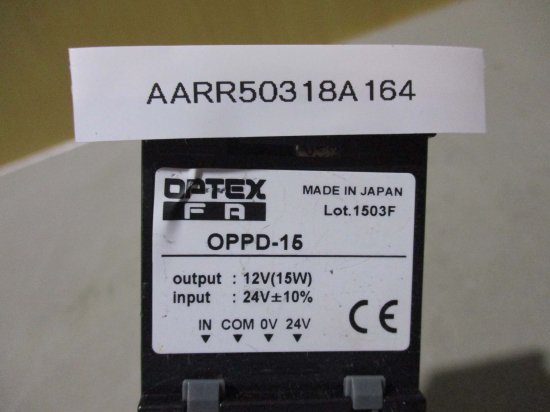 AARR50318A164
OPTEX
FA
MADE IN JAPAN
Lot.1503F
OPPD-15
output : 12V(15W)
input : 24V±10%
CE
IN COM 0V 24V